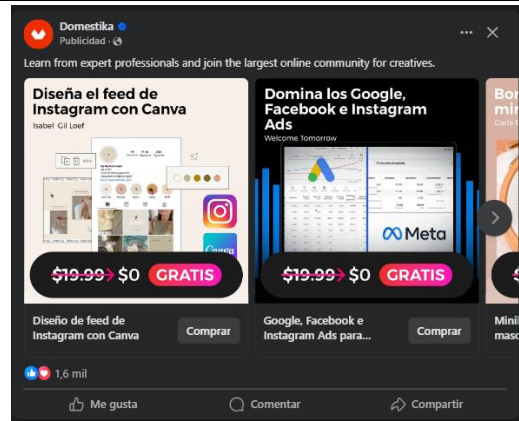 Domestika
Publicidad ·
Learn from expert professionals and join the largest online community for creatives.
Diseña el feed de
Instagram con Canva
Isabel Gil Loef
Canva
$19.99 $0 GRATIS
Diseño de feed de
Instagram con Canva
Comprar
Domina los Google,
Facebook e Instagram
Ads
Welcome Tomorrow
Meta
$19.99 $0 GRATIS
Google, Facebook e
Instagram Ads para...
Comprar
1,6 mil
Me gusta
Comentar
Compartir